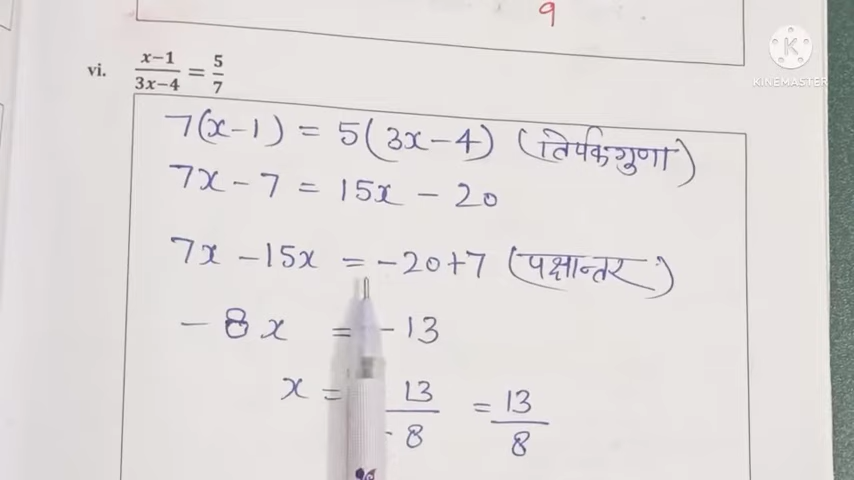 9
vi. x−1/3x−4 = 5/7
7(x−1) = 5(3x−4) (तिर्यकगुणा)
7x − 7 = 15x − 20
7x −15x = −20+7 (पक्षान्तर)
− 8x = −13
x = 13/-8 = 13/8
K
KINEMASTER